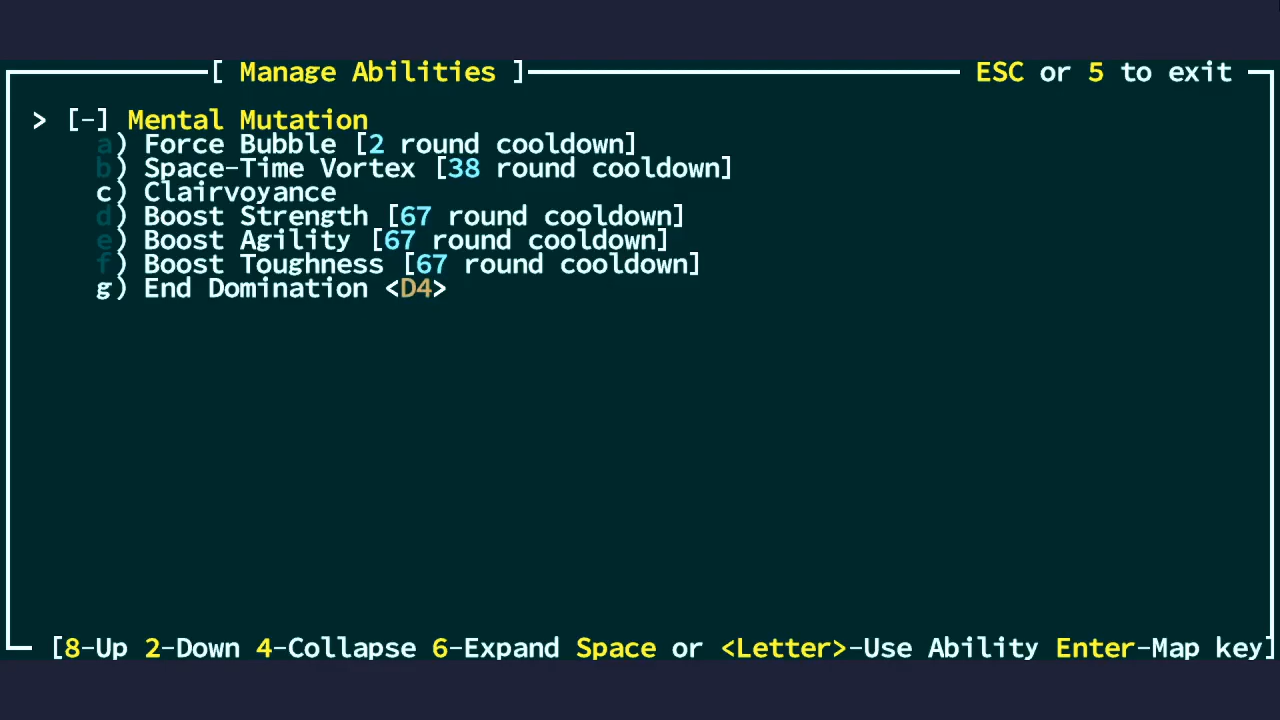 [ Manage Abilities ] ESC or 5 to exit
> [-] Mental Mutation
a) Force Bubble [2 round cooldown]
b) Space-Time Vortex [38 round cooldown]
c) Clairvoyance
d) Boost Strength [67 round cooldown]
e) Boost Agility [67 round cooldown]
f) Boost Toughness [67 round cooldown]
g) End Domination <D4>
[8-Up 2-Down 4-Collapse 6-Expand Space or <Letter>-Use Ability Enter-Map key]